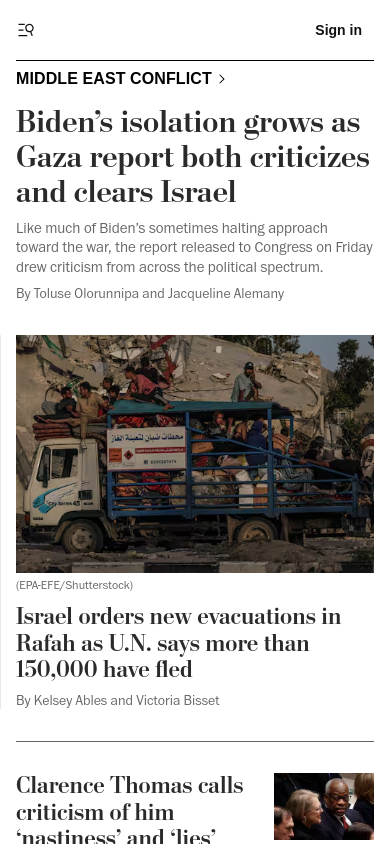 Sign in
MIDDLE EAST CONFLICT
Biden’s isolation grows as
Gaza report both criticizes
and clears Israel
Like much of Biden’s sometimes halting approach
toward the war, the report released to Congress on Friday
drew criticism from across the political spectrum.
By Toluse Olorunnipa and Jacqueline Alemany
City Series 45
(EPA-EFE/Shutterstock)
Israel orders new evacuations in
Rafah as U.N. says more than
150,000 have fled
By Kelsey Ables and Victoria Bisset
Clarence Thomas calls
criticism of him
‘nastiness’ and ‘lies’